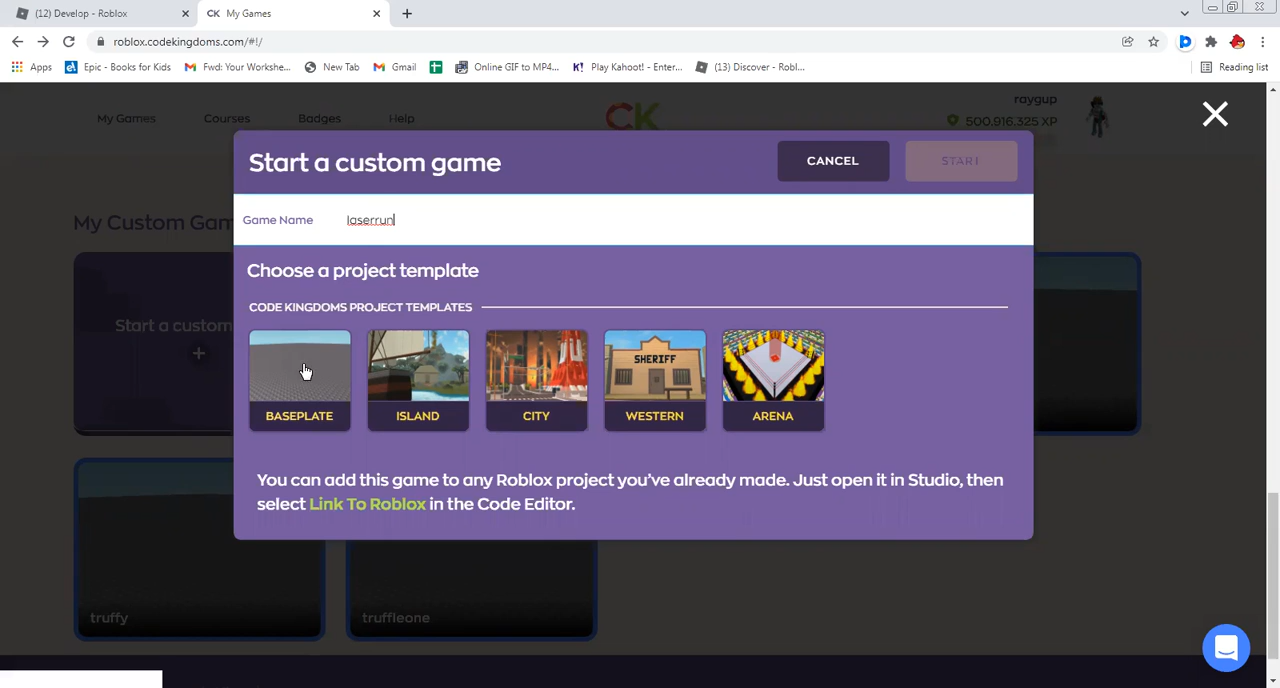 (12) Develop - Roblox
CK My Games
roblox.codekingdoms.com/#!/
Apps
Epic - Books for Kids
Fwd: Your Workshe...
New Tab
Gmail
Online GIF to MP4...
K! Play Kahoot! - Enter...
(13) Discover - Robl...
Reading list
My Games
Courses
Badges
Help
CK
raygup
500,916,325 XP
Start a custom game
CANCEL
START
My Custom Gam
Game Name
laserrun
Choose a project template
CODE KINGDOMS PROJECT TEMPLATES
Start a custom
SHERIFF
BASEPLATE
ISLAND
CITY
WESTERN
ARENA
You can add this game to any Roblox project you've already made. Just open it in Studio, then
select Link To Roblox in the Code Editor.
truffy
truffleone